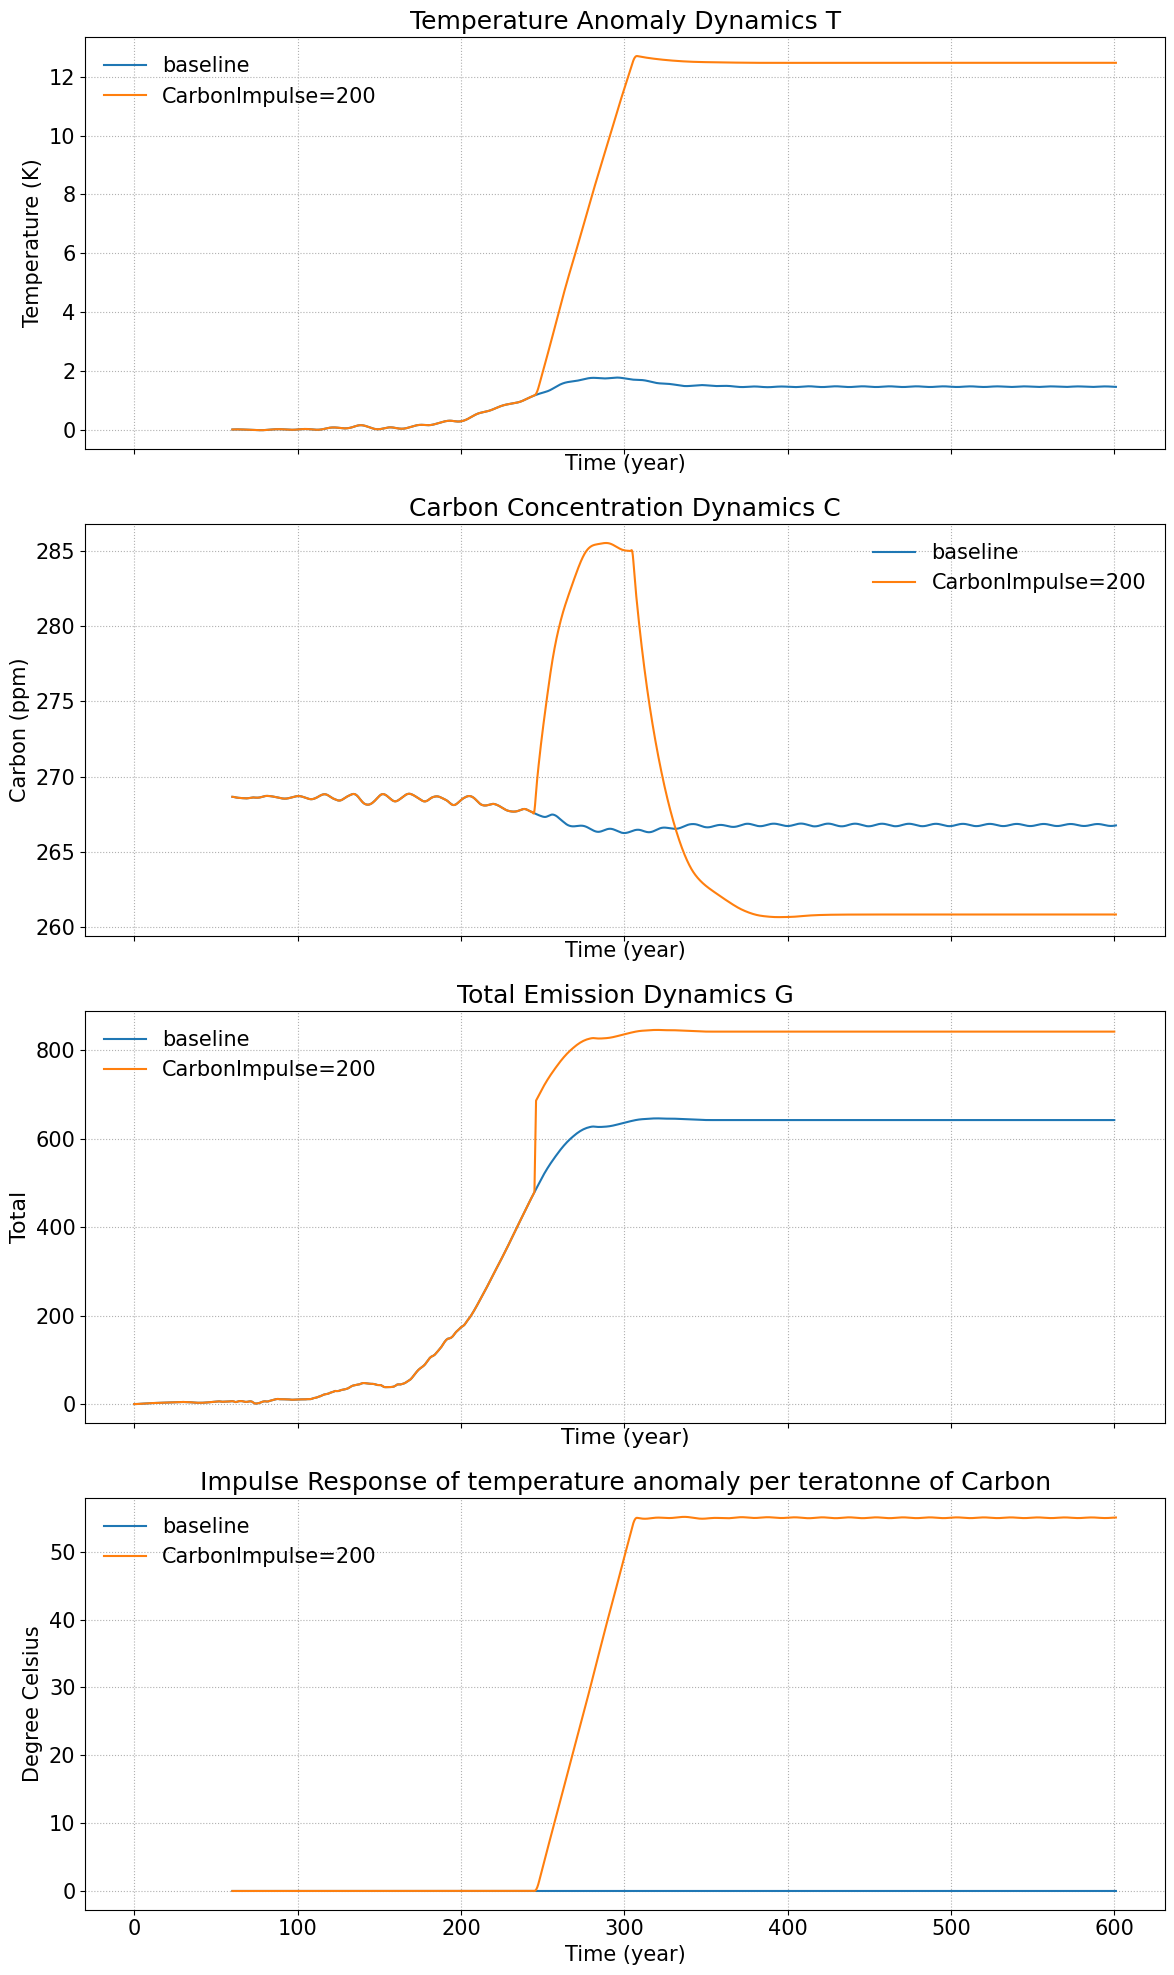 Temperature Anomaly Dynamics T
baseline
CarbonImpulse=200
12
10
8
6
4
2
0
Temperature (K)
Time (year)
Carbon Concentration Dynamics C
baseline
CarbonImpulse=200
285
280
275
270
265
260
Carbon (ppm)
Time (year)
Total Emission Dynamics G
baseline
CarbonImpulse=200
800
600
400
200
0
Total
Time (year)
Impulse Response of temperature anomaly per teratonne of Carbon
baseline
CarbonImpulse=200
50
40
30
20
10
0
Degree Celsius
0 100 200 300 400 500 600
Time (year)